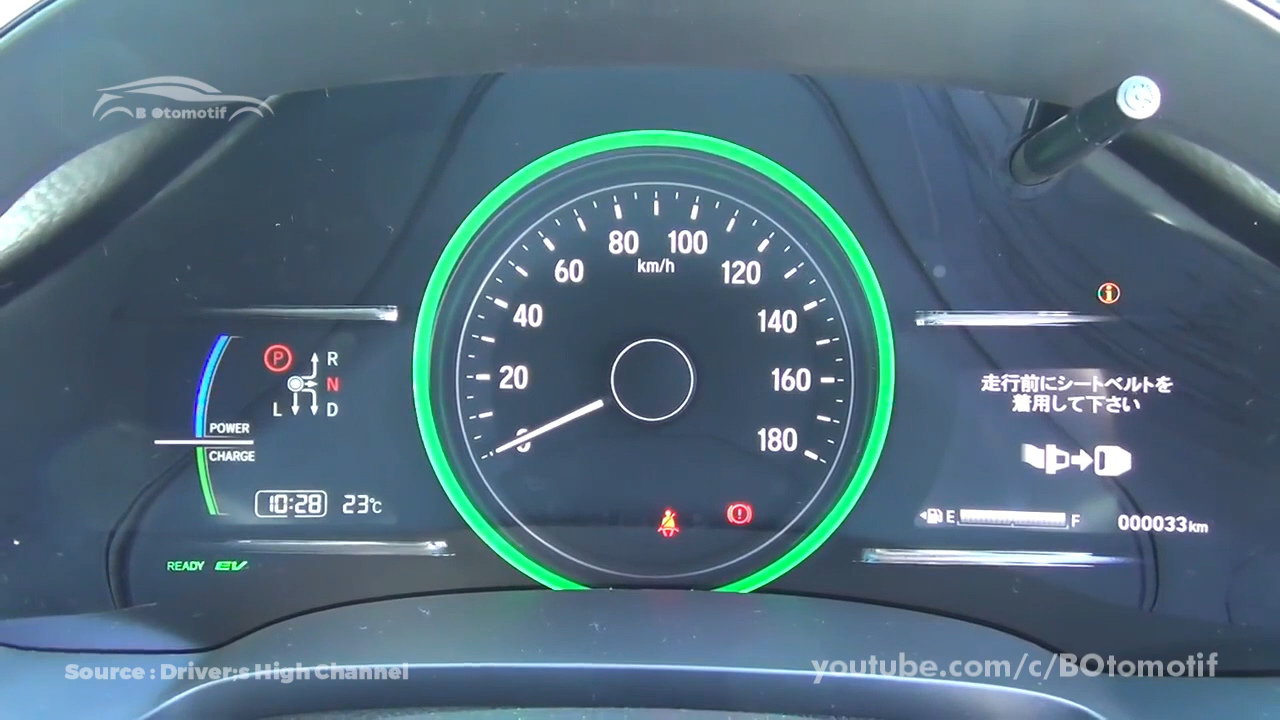 B Otomotif
80 100
km/h
60 120
40 140
20 160
0 180
P R
N
L D
POWER
CHARGE
10:28 23℃
READY EV
走行前にシートベルトを
着用して下さい
E F 000033km
Source : Driver;s High Channel
youtube.com/c/BOtomotif